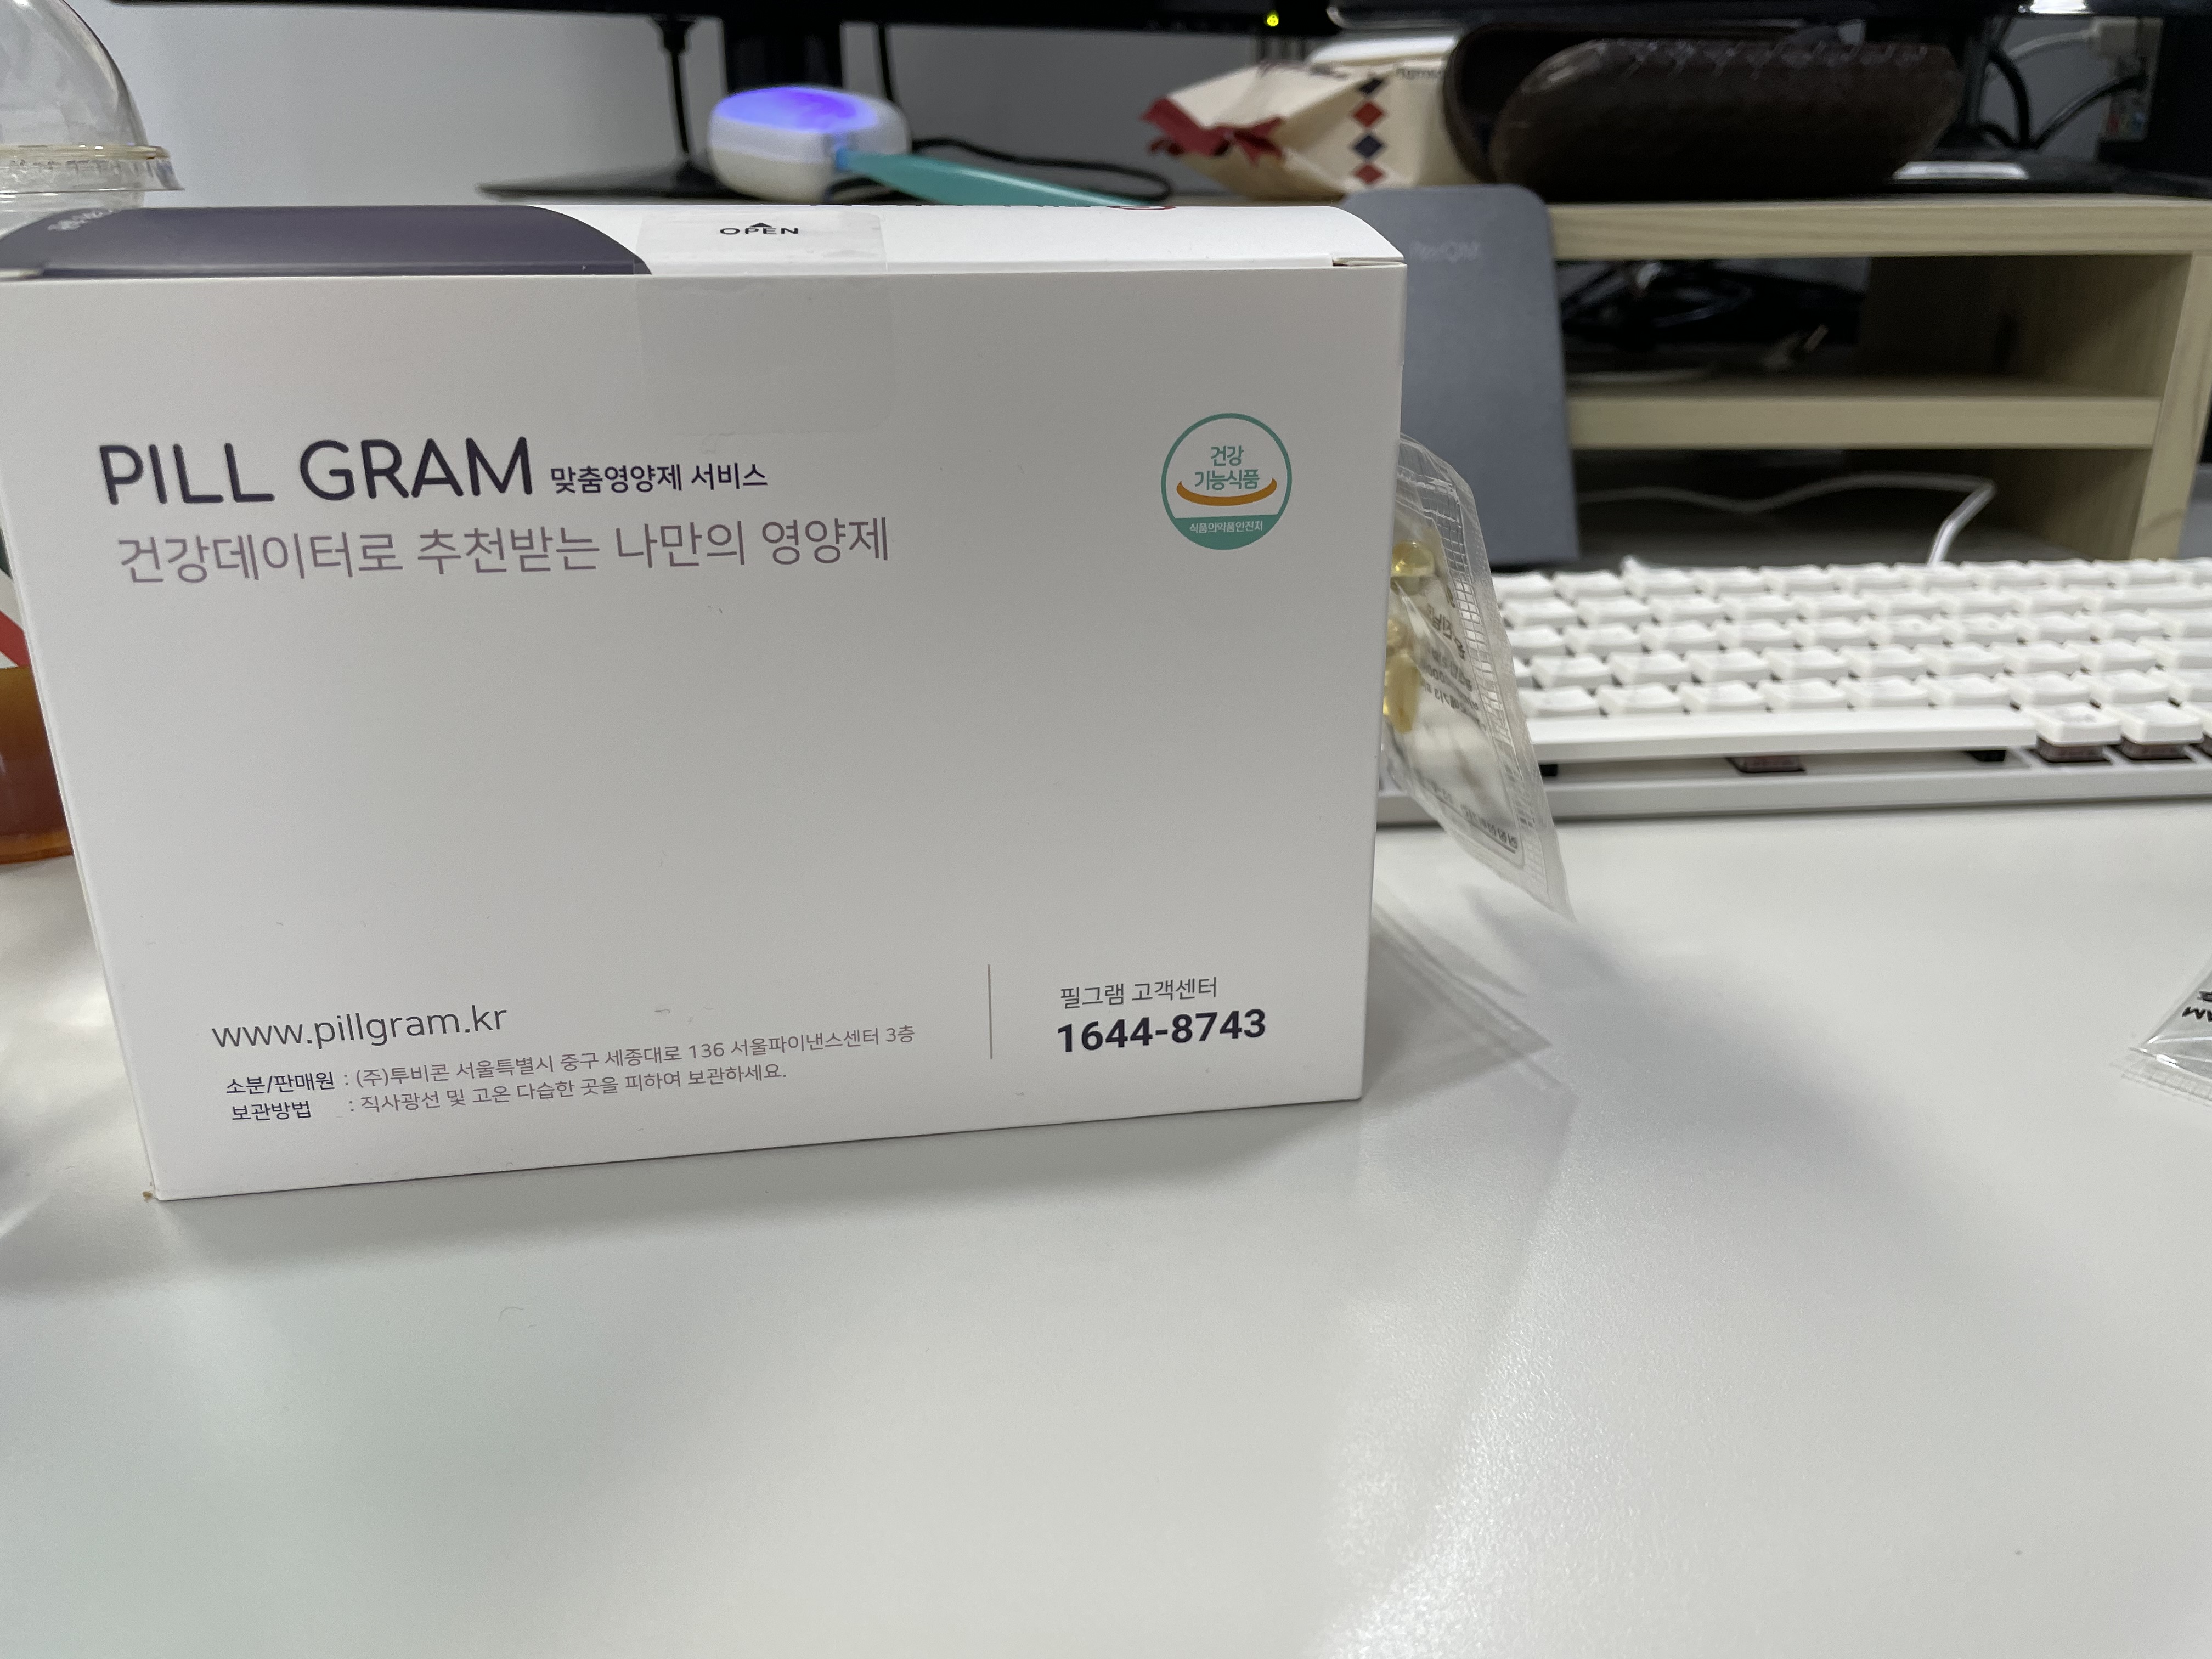 OPEN
PILL GRAM 맞춤영양제 서비스
건강데이터로 추천받는 나만의 영양제
건강
기능식품
식품의약품안전처
www.pillgram.kr
소분/판매원 : (주)투비콘 서울특별시 중구 세종대로 136 서울파이낸스센터 3층
보관방법 : 직사광선 및 고온 다습한 곳을 피하여 보관하세요.
필그램 고객센터
1644-8743